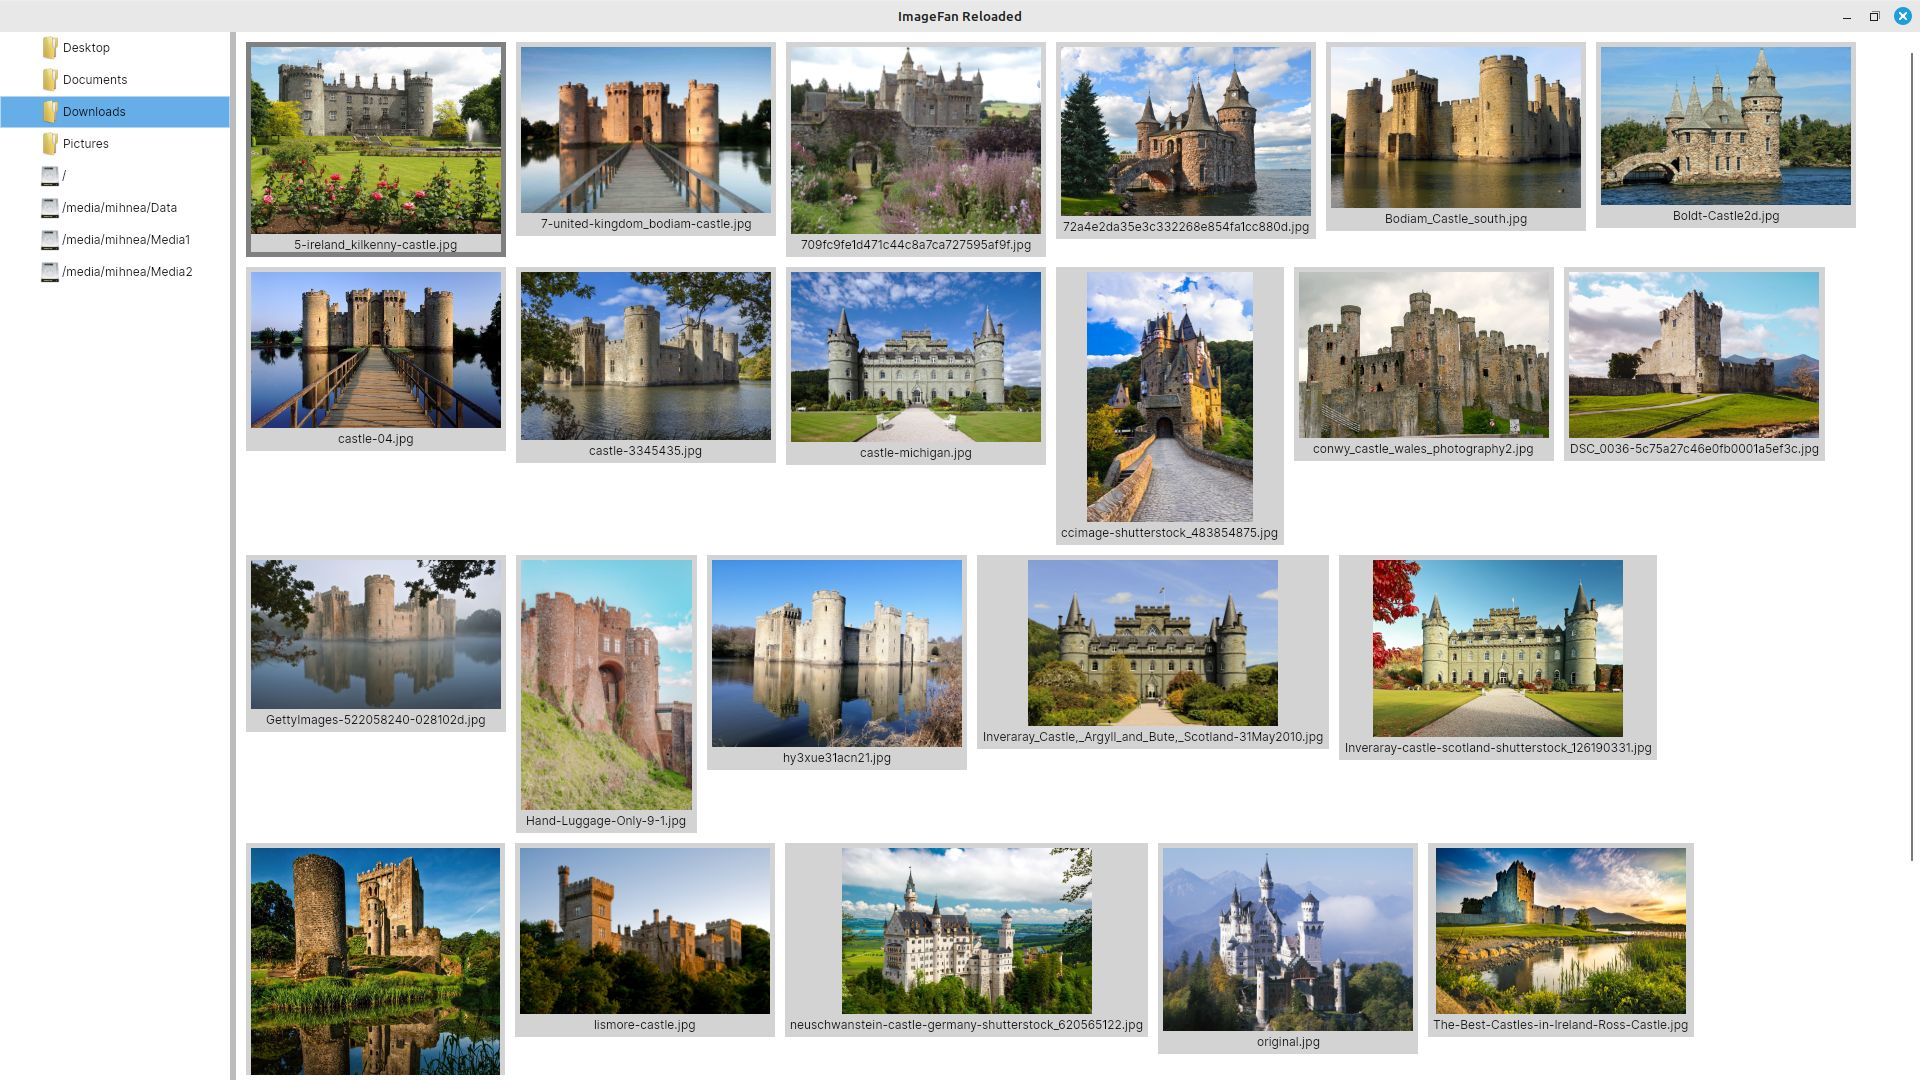 ImageFan Reloaded
Desktop
Documents
Downloads
Pictures
/
/media/mihnea/Data
/media/mihnea/Media1
/media/mihnea/Media2
5-ireland_kilkenny-castle.jpg
7-united-kingdom_bodiam-castle.jpg
709fc9fe1d471c44c8a7ca727595af9f.jpg
72a4e2da35e3c332268e854fa1cc880d.jpg
Bodiam_Castle_south.jpg
Boldt-Castle2d.jpg
castle-04.jpg
castle-3345435.jpg
castle-michigan.jpg
ccimage-shutterstock_483854875.jpg
conwy_castle_wales_photography2.jpg
DSC_0036-5c75a27c46e0fb0001a5ef3c.jpg
GettyImages-522058240-028102d.jpg
Hand-Luggage-Only-9-1.jpg
hy3xue31acn21.jpg
Inveraray_Castle,_Argyll_and_Bute,_Scotland-31May2010.jpg
Inveraray-castle-scotland-shutterstock_126190331.jpg
lismore-castle.jpg
neuschwanstein-castle-germany-shutterstock_620565122.jpg
original.jpg
The-Best-Castles-in-Ireland-Ross-Castle.jpg